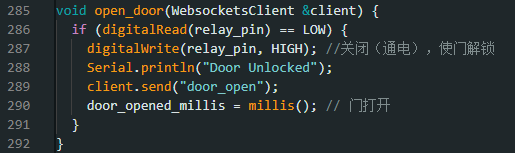 285 void open_door(WebsocketsClient &client) {
286 if (digitalRead(relay_pin) == LOW) {
287 digitalWrite(relay_pin, HIGH); //关闭（通电），使门解锁
288 Serial.println("Door Unlocked");
289 client.send("door_open");
290 door_opened_millis = millis(); // 门打开
291 }
292 }